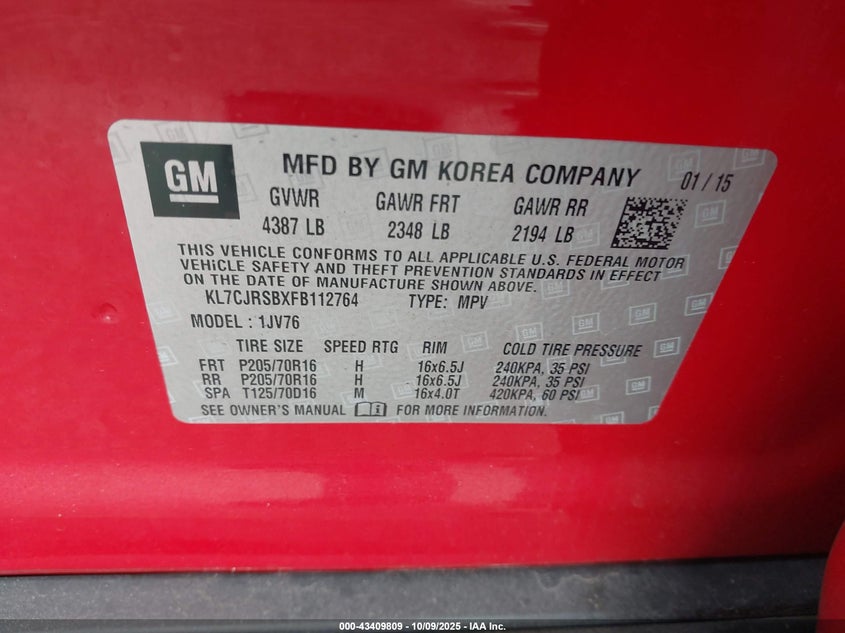 GM
MFD BY GM KOREA COMPANY 01 / 15
GVWR GAWR FRT GAWR RR
4387 LB 2348 LB 2194 LB
THIS VEHICLE CONFORMS TO ALL APPLICABLE U.S. FEDERAL MOTOR
VEHICLE SAFETY AND THEFT PREVENTION STANDARDS IN EFFECT
ON THE DATE OF MANUFACTURE SHOWN ABOVE.
KL7CJRSBXFB112764 TYPE: MPV
MODEL : 1JV76
TIRE SIZE SPEED RTG RIM COLD TIRE PRESSURE
FRT P205/70R16 H 16x6.5J 240KPA, 35 PSI
RR P205/70R16 H 16x6.5J 240KPA, 35 PSI
SPA T125/70D16 M 16x4.0T 420KPA, 60 PSI
SEE OWNER'S MANUAL FOR MORE INFORMATION.
000-43409809 - 10/09/2025 - IAA Inc.